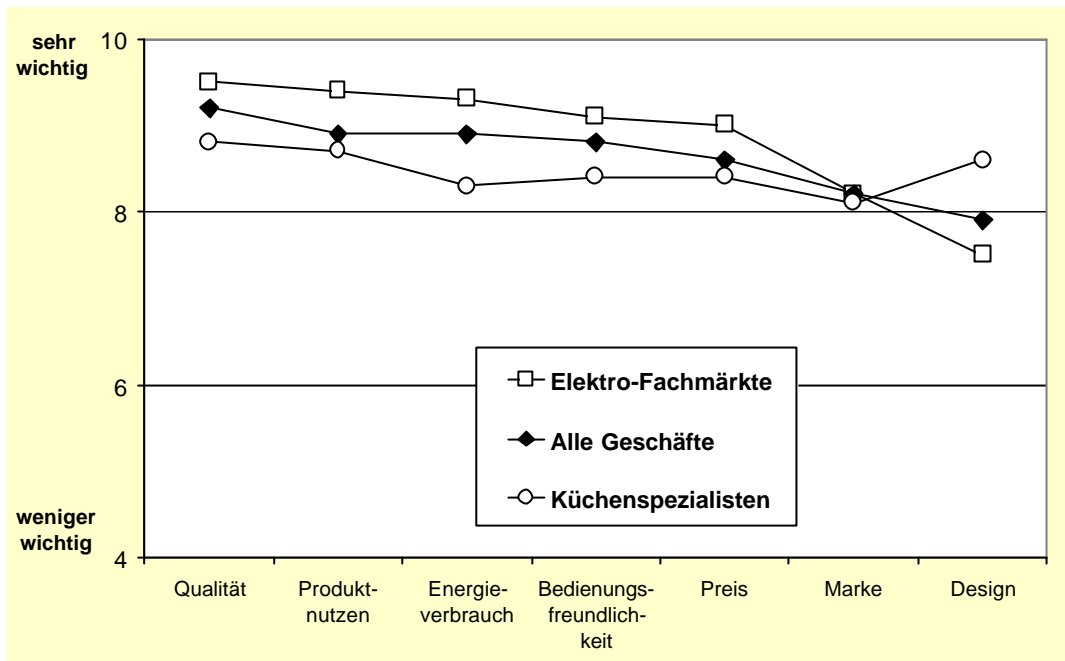 sehr
wichtig
10
8
6
weniger
wichtig
4
Elektro-Fachmärkte
Alle Geschäfte
Küchenspezialisten
Qualität
Produkt-
nutzen
Energie-
verbrauch
Bedienungs-
freundlich-
keit
Preis
Marke
Design